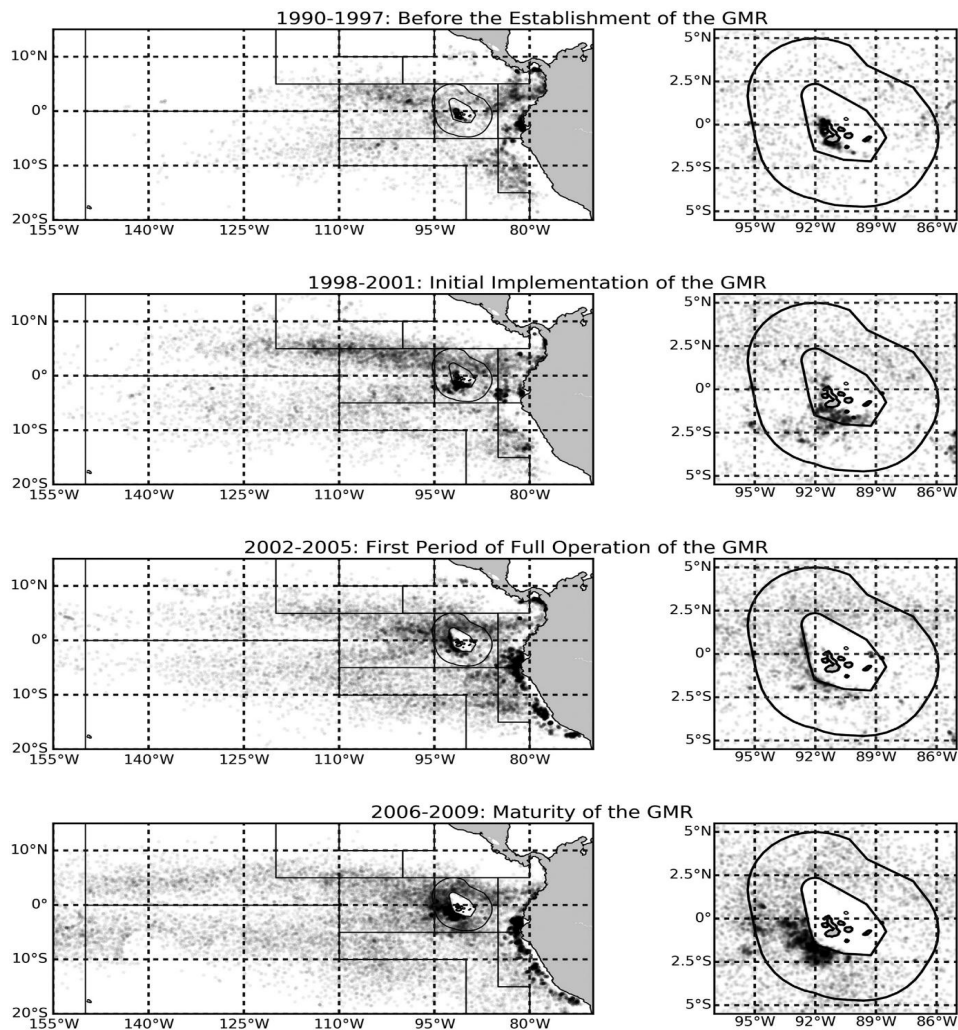 1990-1997: Before the Establishment of the GMR
10°N
0°
10°S
20°S
155°W 140°W 125°W 110°W 95°W 80°W
5°N
2.5°N
0°
2.5°S
5°S
95°W 92°W 89°W 86°W
1998-2001: Initial Implementation of the GMR
10°N
0°
10°S
20°S
155°W 140°W 125°W 110°W 95°W 80°W
5°N
2.5°N
0°
2.5°S
5°S
95°W 92°W 89°W 86°W
2002-2005: First Period of Full Operation of the GMR
10°N
0°
10°S
20°S
155°W 140°W 125°W 110°W 95°W 80°W
5°N
2.5°N
0°
2.5°S
5°S
95°W 92°W 89°W 86°W
2006-2009: Maturity of the GMR
10°N
0°
10°S
20°S
155°W 140°W 125°W 110°W 95°W 80°W
5°N
2.5°N
0°
2.5°S
5°S
95°W 92°W 89°W 86°W